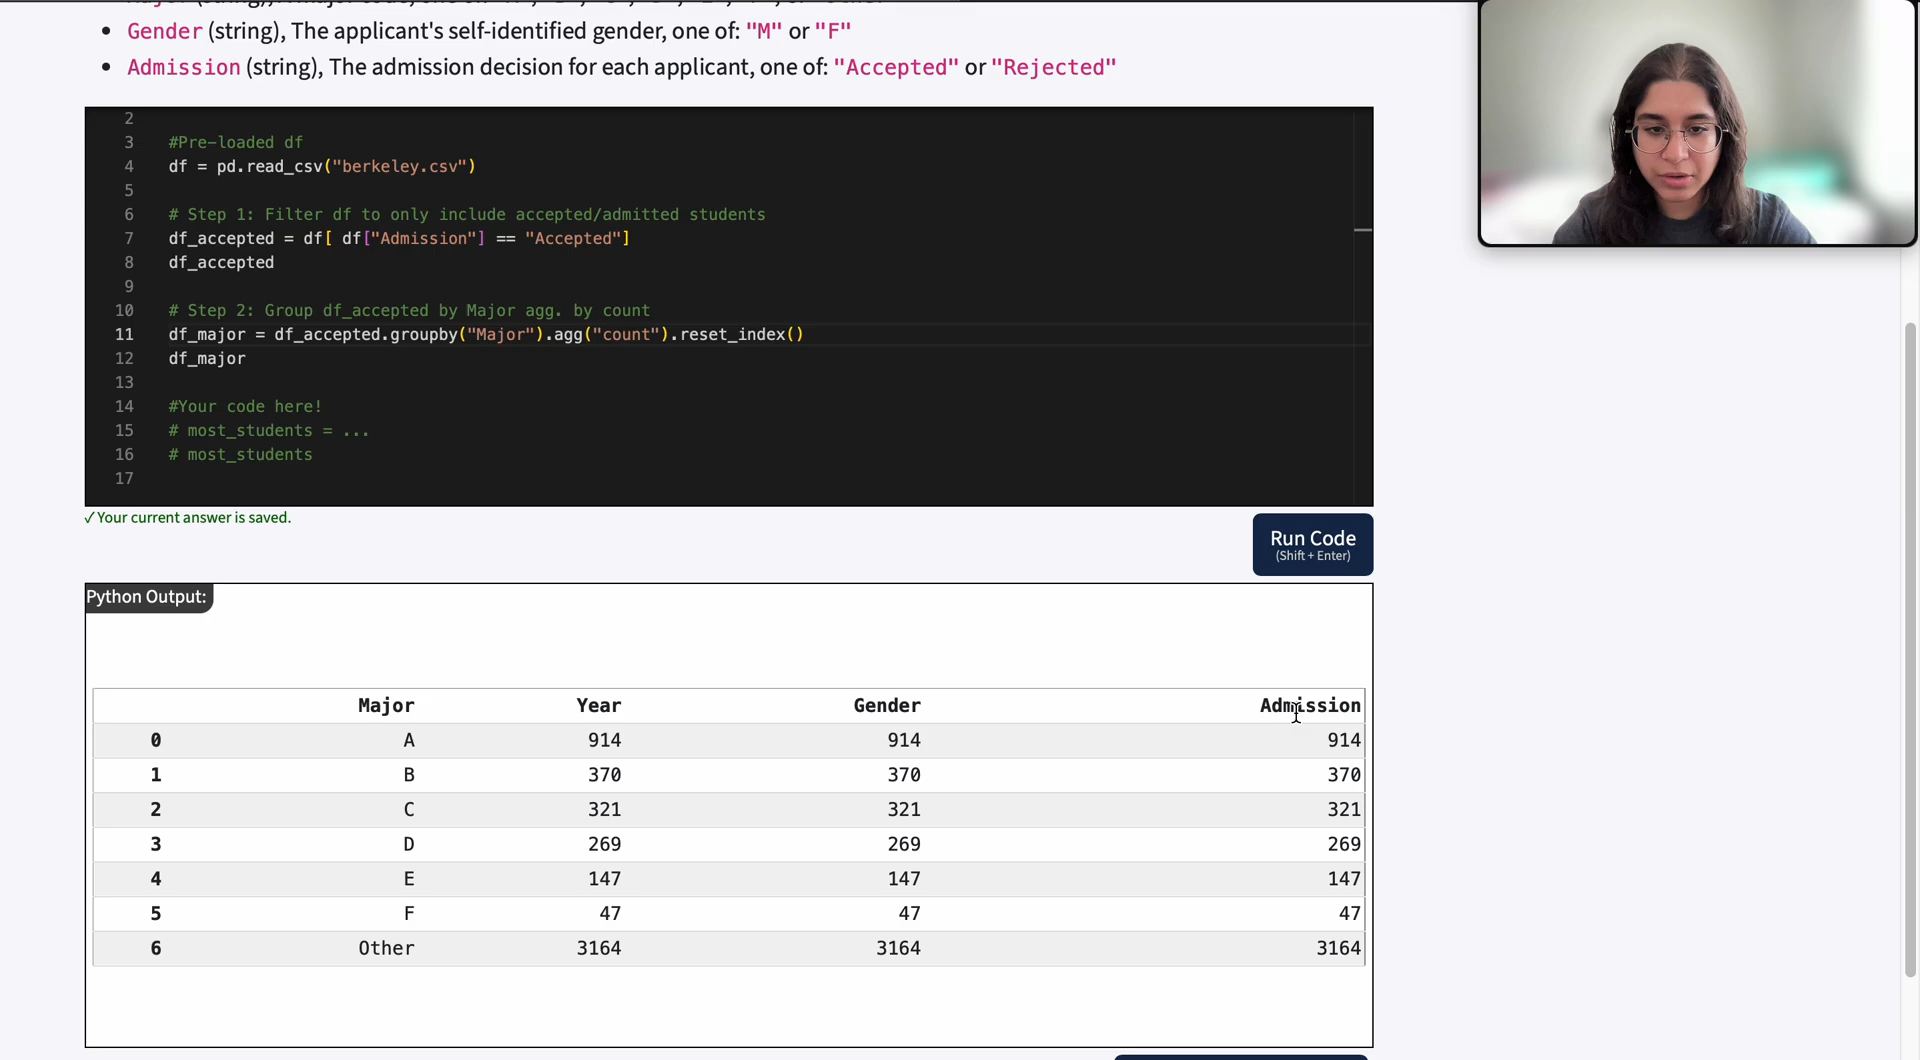 • Gender (string), The applicant's self-identified gender, one of: "M" or "F"
• Admission (string), The admission decision for each applicant, one of: "Accepted" or "Rejected"
2
3 #Pre-loaded df
4 df = pd.read_csv("berkeley.csv")
5
6 # Step 1: Filter df to only include accepted/admitted students
7 df_accepted = df[ df["Admission"] == "Accepted"]
8 df_accepted
9
10 # Step 2: Group df_accepted by Major agg. by count
11 df_major = df_accepted.groupby("Major").agg("count").reset_index()
12 df_major
13
14 #Your code here!
15 # most_students = ...
16 # most_students
17
✓Your current answer is saved.
Run Code
(Shift + Enter)
Python Output:
Major Year Gender Admission
0 A 914 914 914
1 B 370 370 370
2 C 321 321 321
3 D 269 269 269
4 E 147 147 147
5 F 47 47 47
6 Other 3164 3164 3164